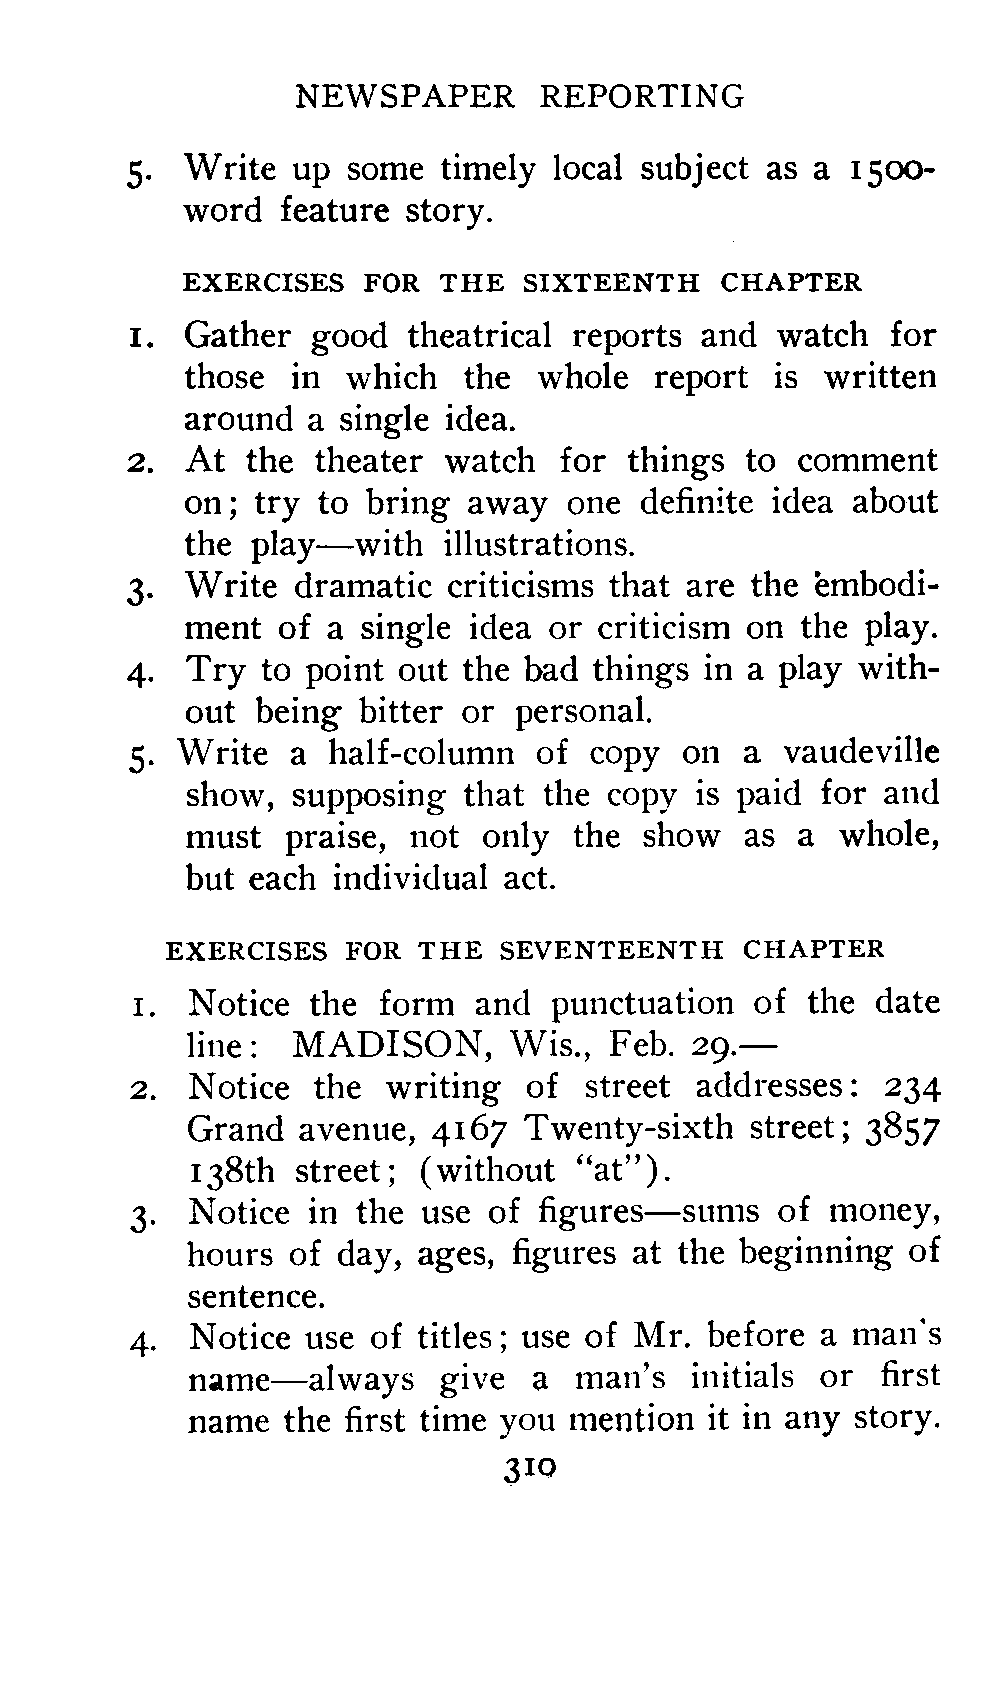 NEWSPAPER REPORTING
5. Write up some timely local subject as a 1500-
word feature story.
EXERCISES FOR THE SIXTEENTH CHAPTER
1. Gather good theatrical reports and watch for
those in which the whole report is written
around a single idea.
2. At the theater watch for things to comment
on; try to bring away one definite idea about
the play—with illustrations.
3. Write dramatic criticisms that are the embodi-
ment of a single idea or criticism on the play.
4. Try to point out the bad things in a play with-
out being bitter or personal.
5. Write a half-column of copy on a vaudeville
show, supposing that the copy is paid for and
must praise, not only the show as a whole,
but each individual act.
EXERCISES FOR THE SEVENTEENTH CHAPTER
1. Notice the form and punctuation of the date
line: MADISON, Wis., Feb. 29.—
2. Notice the writing of street addresses: 234
Grand avenue, 4167 Twenty-sixth street; 3857
138th street; (without “at”).
3. Notice in the use of figures—sums of money,
hours of day, ages, figures at the beginning of
sentence.
4. Notice use of titles; use of Mr. before a man's
name—always give a man's initials or first
name the first time you mention it in any story.
310